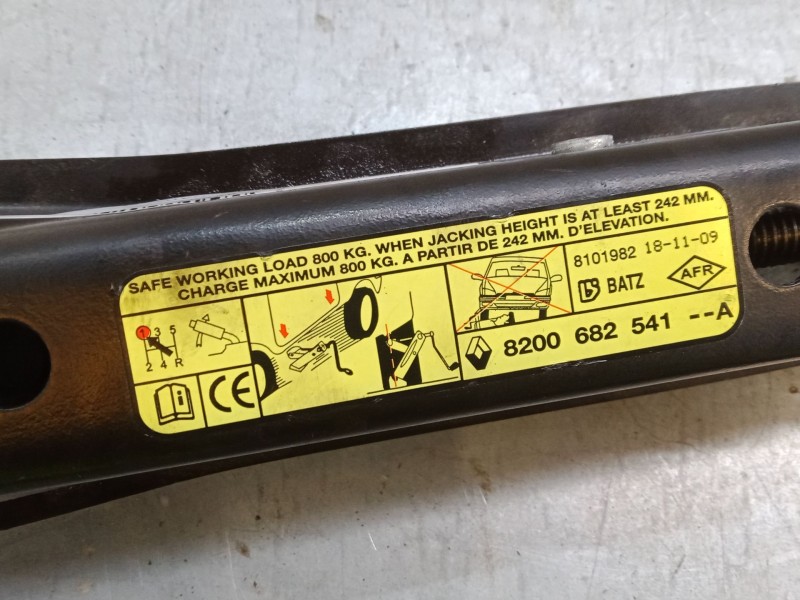 SAFE WORKING LOAD 800 KG. WHEN JACKING HEIGHT IS AT LEAST 242 MM.
CHARGE MAXIMUM 800 KG. A PARTIR DE 242 MM. D'ELEVATION.
8101982 18-11-09
BATZ
AFR
1 3 5
2 4 R
CE
8200 682 541 --A